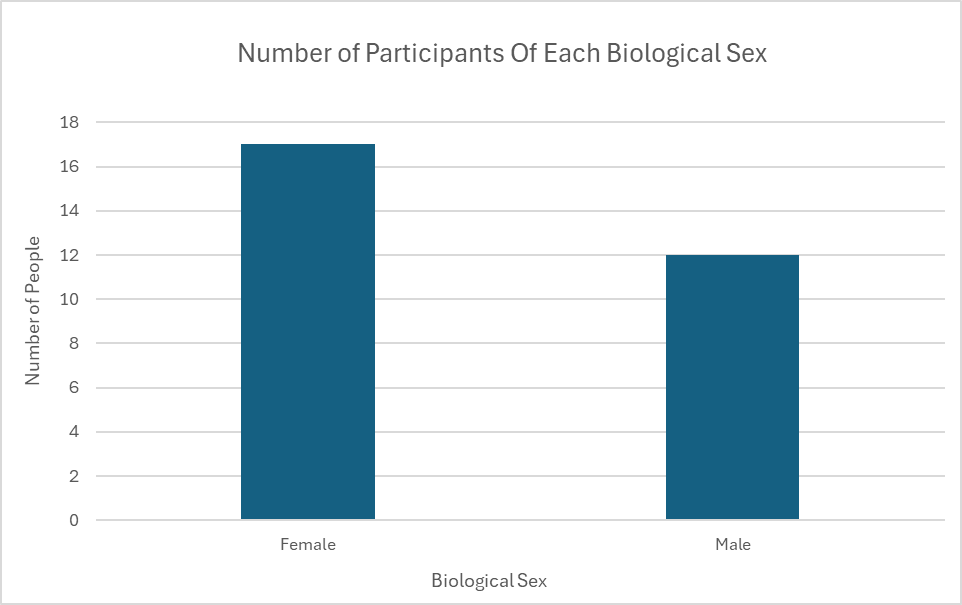 Number of Participants Of Each Biological Sex
18
16
14
12
10
8
6
4
2
0
Number of People
Female
Male
Biological Sex